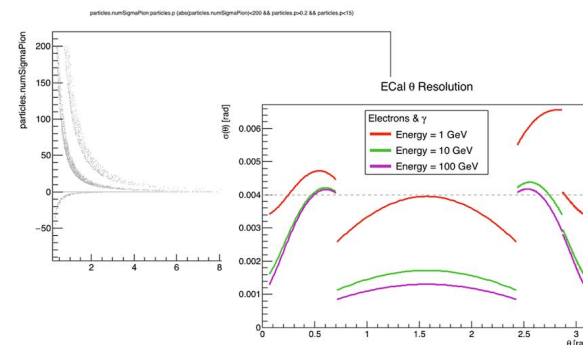 particles.numSigmaPion:particles.p {abs(particles.numSigmaPion)<200 && particles.p>0.2 && particles.p<15}
particles.numSigmaPion
200
150
100
50
0
−50
2
4
6
8
ECal θ Resolution
σ(θ) [rad]
0.006
0.005
0.004
0.003
0.002
0.001
0
Electrons & γ
Energy = 1 GeV
Energy = 10 GeV
Energy = 100 GeV
0
0.5
1
1.5
2
2.5
3
θ [ra